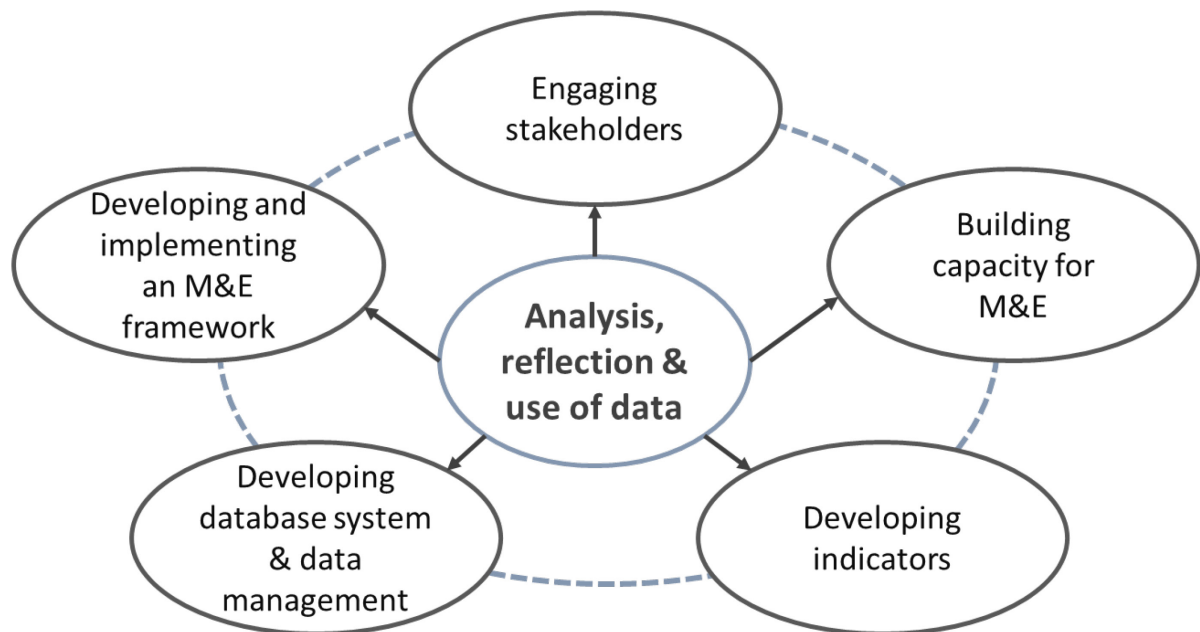 Engaging
stakeholders
Developing and
implementing
an M&E
framework
Building
capacity for
M&E
Analysis,
reflection &
use of data
Developing
database system
& data
management
Developing
indicators